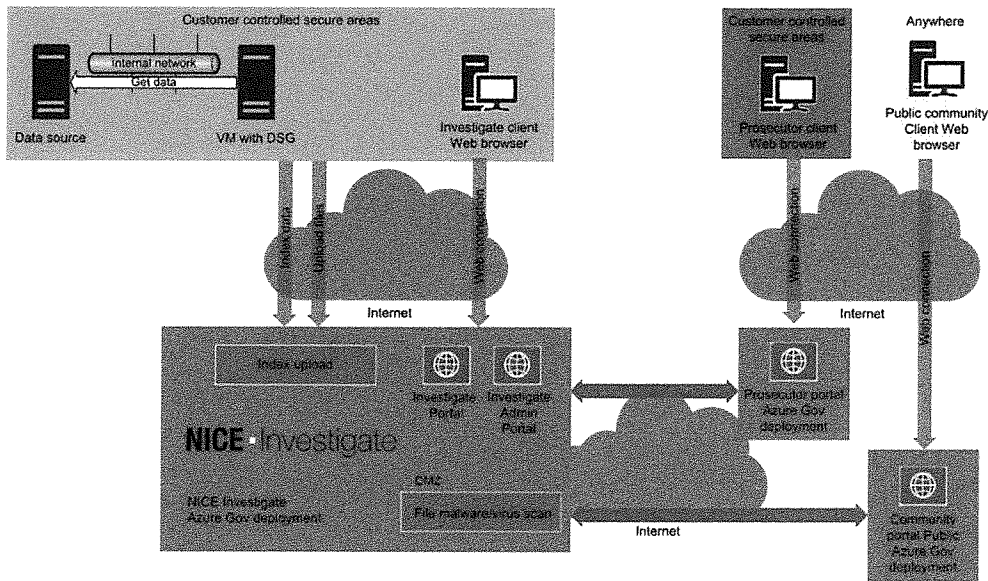 Customer controlled secure areas
Internal network
Get data
Data source
VM with DSG
Investigate client
Web browser
Customer controlled
secure areas
Prosecutor client
Web browser
Anywhere
Public community
Client Web
browser
Index data
Upload files
Web connection
Web connection
Web connection
Internet
Internet
Index upload
Investigate
Portal
Investigate
Admin
Portal
Prosecutor portal
Azure Gov
deployment
NICE Investigate
DMZ
NICE Investigate
Azure Gov deployment
File malware/virus scan
Internet
Community
portal Public
Azure Gov
deployment